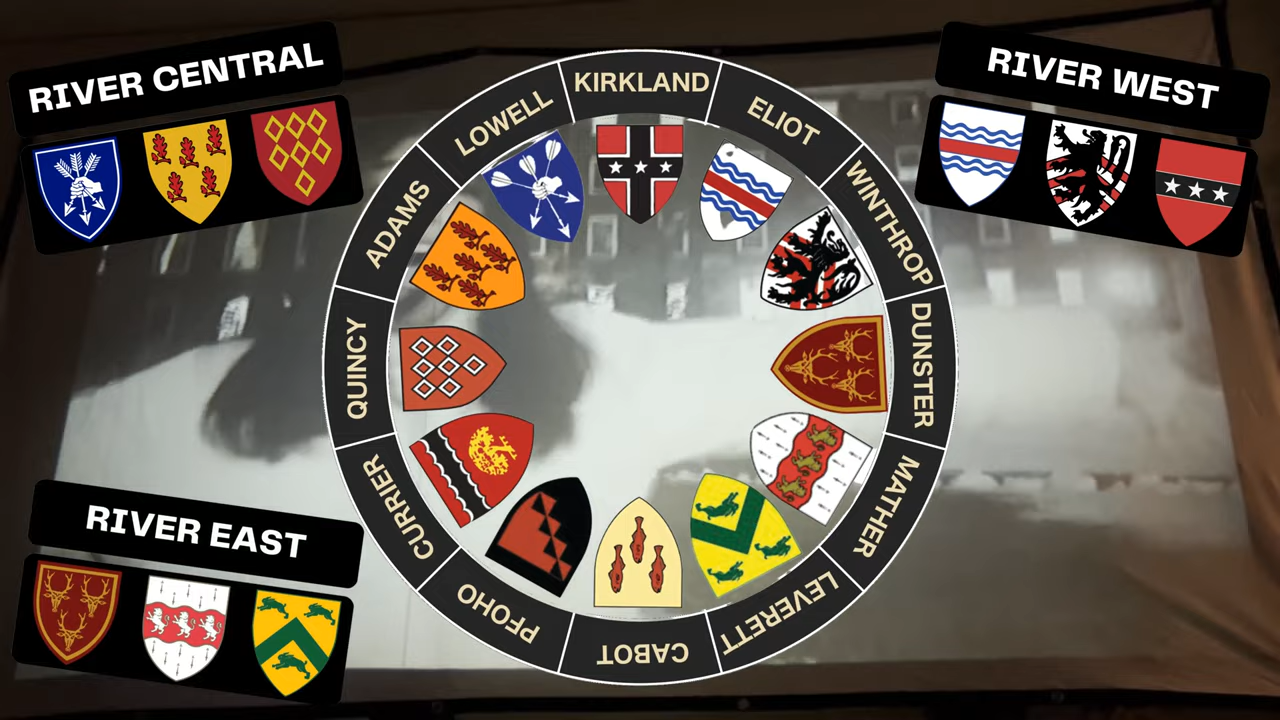 RIVER CENTRAL
RIVER WEST
RIVER EAST
KIRKLAND
ELIOT
WINTHROP
DUNSTER
MATHER
LEVERETT
CABOT
PFOHO
CURRIER
QUINCY
ADAMS
LOWELL